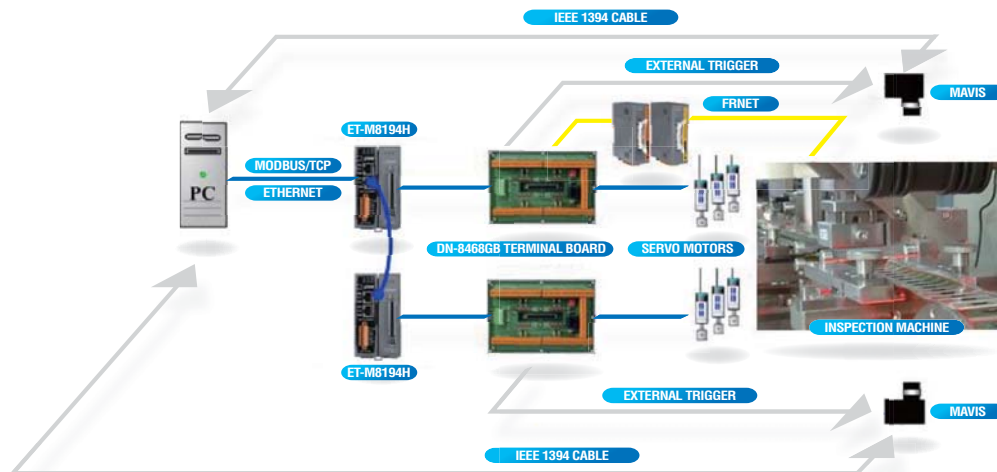 IEEE 1394 CABLE
EXTERNAL TRIGGER
MAVIS
FRNET
ET-M8194H
MODBUS/TCP
PC
ETHERNET
DN-8468GB TERMINAL BOARD
SERVO MOTORS
INSPECTION MACHINE
ET-M8194H
EXTERNAL TRIGGER
MAVIS
IEEE 1394 CABLE